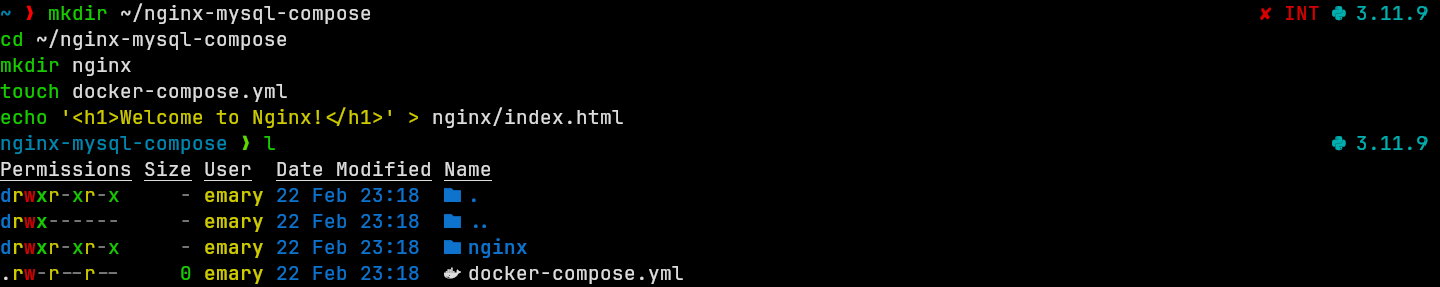 ~ ❯ mkdir ~/nginx-mysql-compose ✘ INT 3.11.9
cd ~/nginx-mysql-compose
mkdir nginx
touch docker-compose.yml
echo '<h1>Welcome to Nginx!</h1>' > nginx/index.html
nginx-mysql-compose ❯ l 3.11.9
Permissions Size User Date Modified Name
drwxr-xr-x - emary 22 Feb 23:18 .
drwx------ - emary 22 Feb 23:18 ..
drwxr-xr-x - emary 22 Feb 23:18 nginx
.rw-r--r-- 0 emary 22 Feb 23:18 docker-compose.yml